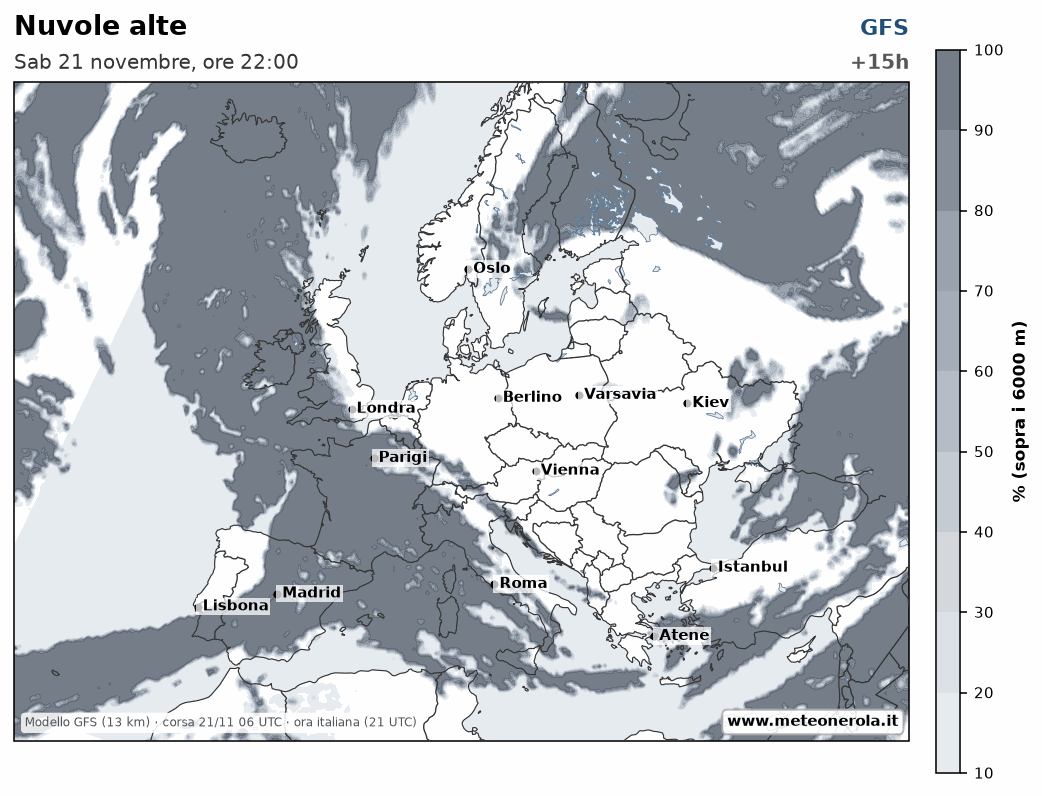 Nuvole alte
GFS
Sab 21 novembre, ore 22:00
+15h
100
90
80
70
60
50
40
30
20
10
% (sopra i 6000 m)
Oslo
Londra
Berlino
Varsavia
Kiev
Parigi
Vienna
Istanbul
Roma
Madrid
Lisbona
Atene
Modello GFS (13 km) · corsa 21/11 06 UTC · ora italiana (21 UTC)
www.meteonerola.it